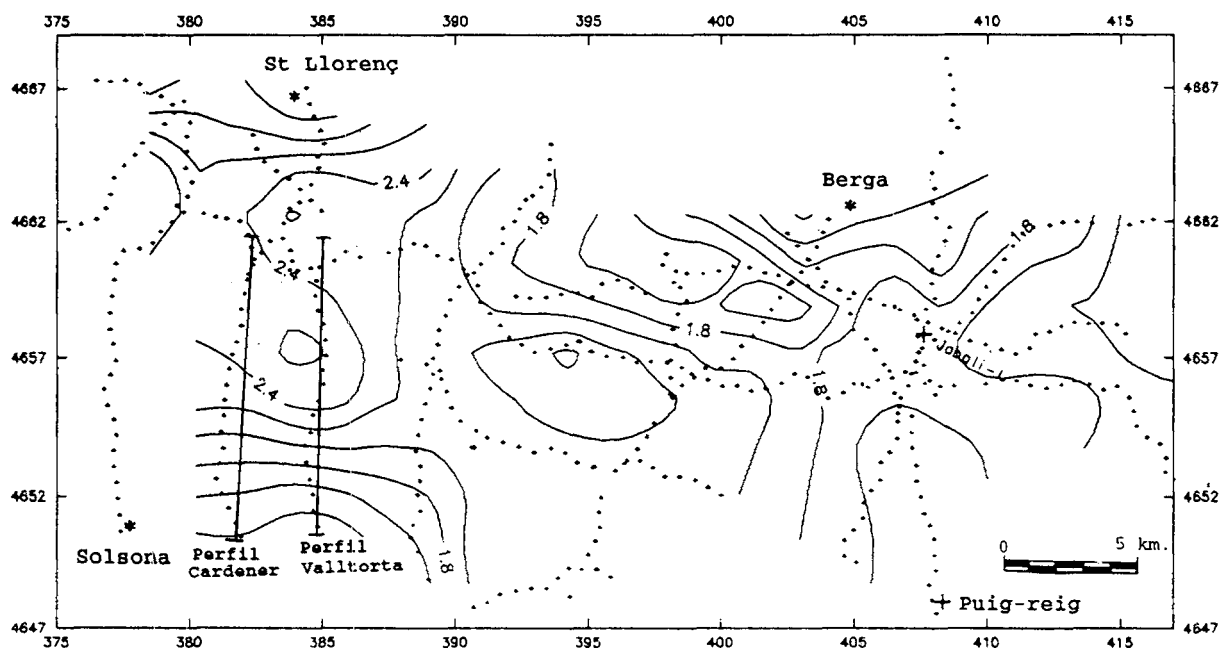 375 380 385 390 395 400 405 410 415
St Llorenç
4667 4667
2.4
Berga
4662 4662
1.8
1.8
2.4
1.8
4657 4657
2.4
1.8
4652 4652
Solsona
Perfil Cardener
Perfil Valltorta
1.8
0 5 km.
Puig-reig
4647 4647
375 380 385 390 395 400 405 410 415